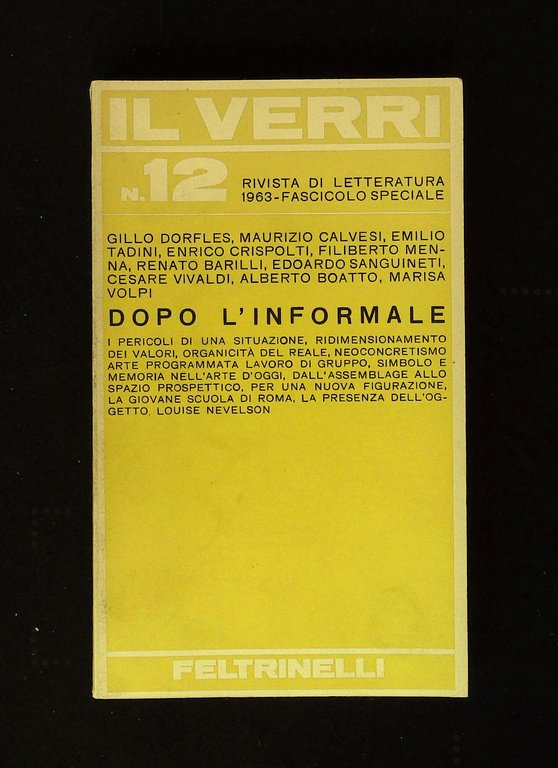 IL VERRI
N.12
RIVISTA DI LETTERATURA
1963-FASCICOLO SPECIALE
GILLO DORFLES, MAURIZIO CALVESI, EMILIO
TADINI, ENRICO CRISPOLTI, FILIBERTO MEN-
NA, RENATO BARILLI, EDOARDO SANGUINETI,
CESARE VIVALDI, ALBERTO BOATTO, MARISA
VOLPI
DOPO L'INFORMALE
I PERICOLI DI UNA SITUAZIONE, RIDIMENSIONAMENTO
DEI VALORI, ORGANICITÀ DEL REALE, NEOCONCRETISMO
ARTE PROGRAMMATA LAVORO DI GRUPPO, SIMBOLO E
MEMORIA NELL'ARTE D'OGGI, DALL'ASSEMBLAGE ALLO
SPAZIO PROSPETTICO, PER UNA NUOVA FIGURAZIONE,
LA GIOVANE SCUOLA DI ROMA, LA PRESENZA DELL'OG-
GETTO, LOUISE NEVELSON
FELTRINELLI